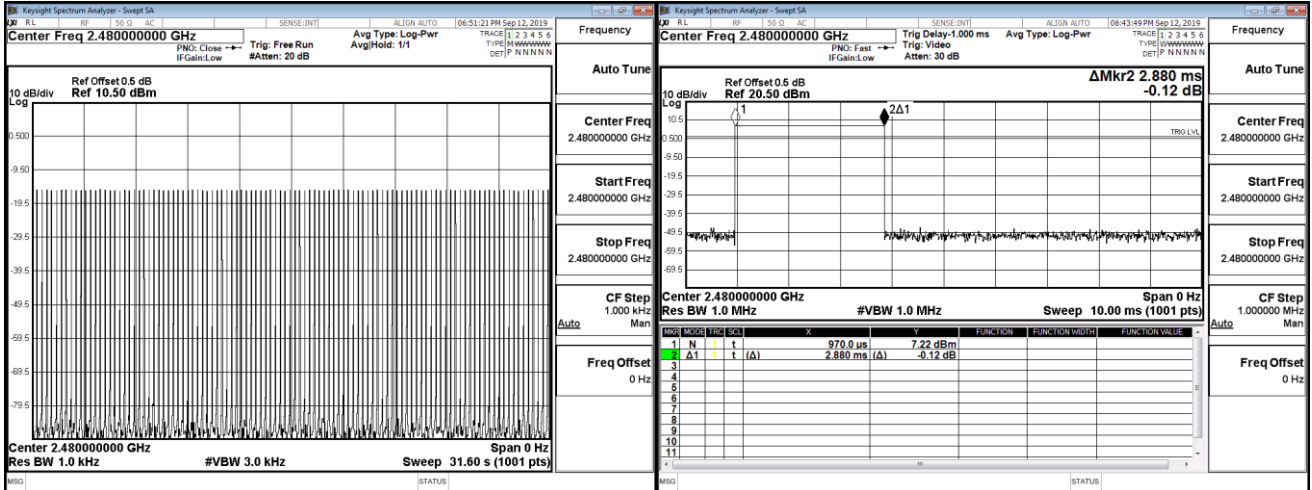 Keysight Spectrum Analyzer - Swept SA
RL RF 50 Ω AC SENSE:INT ALIGN AUTO 06:51:21 PM Sep 12, 2019
Center Freq 2.480000000 GHz
PNO: Close
IFGain:Low
Trig: Free Run
#Atten: 20 dB
Avg Type: Log-Pwr
Avg|Hold: 1/1
TRACE 1 2 3 4 5 6
TYPE MWWWWW
DET P NNNNN
Frequency
Ref Offset 0.5 dB
10 dB/div Ref 10.50 dBm
Log
0.500
-9.50
-19.5
-29.5
-39.5
-49.5
-59.5
-69.5
-79.5
Center 2.480000000 GHz Span 0 Hz
Res BW 1.0 kHz #VBW 3.0 kHz Sweep 31.60 s (1001 pts)
MSG STATUS
Auto Tune
Center Freq
2.480000000 GHz
Start Freq
2.480000000 GHz
Stop Freq
2.480000000 GHz
CF Step
1.000 kHz
Auto Man
Freq Offset
0 Hz
Keysight Spectrum Analyzer - Swept SA
RL RF 50 Ω AC SENSE:INT ALIGN AUTO 06:43:49 PM Sep 12, 2019
Center Freq 2.480000000 GHz
PNO: Fast
IFGain:Low
Trig Delay-1.000 ms
Trig: Video
Atten: 30 dB
Avg Type: Log-Pwr
TRACE 1 2 3 4 5 6
TYPE WWWWWW
DET P NNNNN
Frequency
ΔMkr2 2.880 ms
-0.12 dB
Ref Offset 0.5 dB
10 dB/div Ref 20.50 dBm
Log
1
2Δ1
TRIG LVL
10.5
0.500
-9.50
-19.5
-29.5
-39.5
-49.5
-59.5
-69.5
Center 2.480000000 GHz Span 0 Hz
Res BW 1.0 MHz #VBW 1.0 MHz Sweep 10.00 ms (1001 pts)
MKR MODE TRC SCL X Y FUNCTION FUNCTION WIDTH FUNCTION VALUE
1 N 1 t 970.0 µs 7.22 dBm
2 Δ1 1 t (Δ) 2.880 ms (Δ) -0.12 dB
3
4
5
6
7
8
9
10
11
MSG STATUS
Auto Tune
Center Freq
2.480000000 GHz
Start Freq
2.480000000 GHz
Stop Freq
2.480000000 GHz
CF Step
1.000000 MHz
Auto Man
Freq Offset
0 Hz